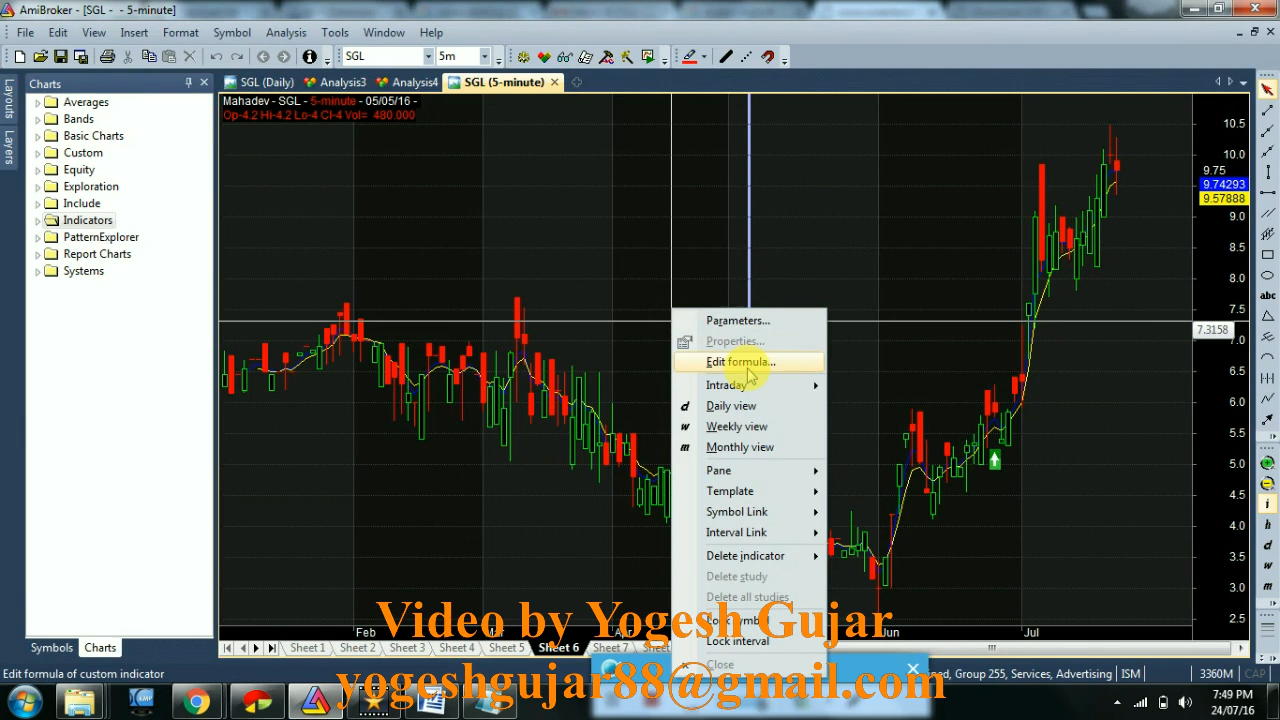 AmiBroker - [SGL - - 5-minute]
File Edit View Insert Format Symbol Analysis Tools Window Help
SGL 5m
Layouts
Layers
Charts
SGL (Daily) Analysis3 Analysis4 SGL (5-minute)
Averages
Bands
Basic Charts
Custom
Equity
Exploration
Include
Indicators
PatternExplorer
Report Charts
Systems
Mahadev - SGL - 5-minute - 05/05/16 -
Op-4.2 Hi-4.2 Lo-4 Cl-4 Vol= 480.000
10.5
10.0
9.75
9.74293
9.57888
9.0
8.5
8.0
7.5
7.3158
7.0
6.5
6.0
5.5
5.0
4.5
4.0
3.5
3.0
2.5
abc
i
h
d
w
m
Parameters...
Properties...
Edit formula...
Intraday
d Daily view
w Weekly view
m Monthly view
Pane
Template
Symbol Link
Interval Link
Delete indicator
Delete study
Delete all studies
Lock interval
Close
Feb Mar Apr Jun Jul
Video by Yogesh Gujar
Symbols Charts
Sheet 1 Sheet 2 Sheet 3 Sheet 4 Sheet 5 Sheet 6 Sheet 7
Edit formula of custom indicator
Group 255, Services, Advertising ISM 3360M CAP
yogeshgujar88@gmail.com
XMP
7:49 PM
24/07/16